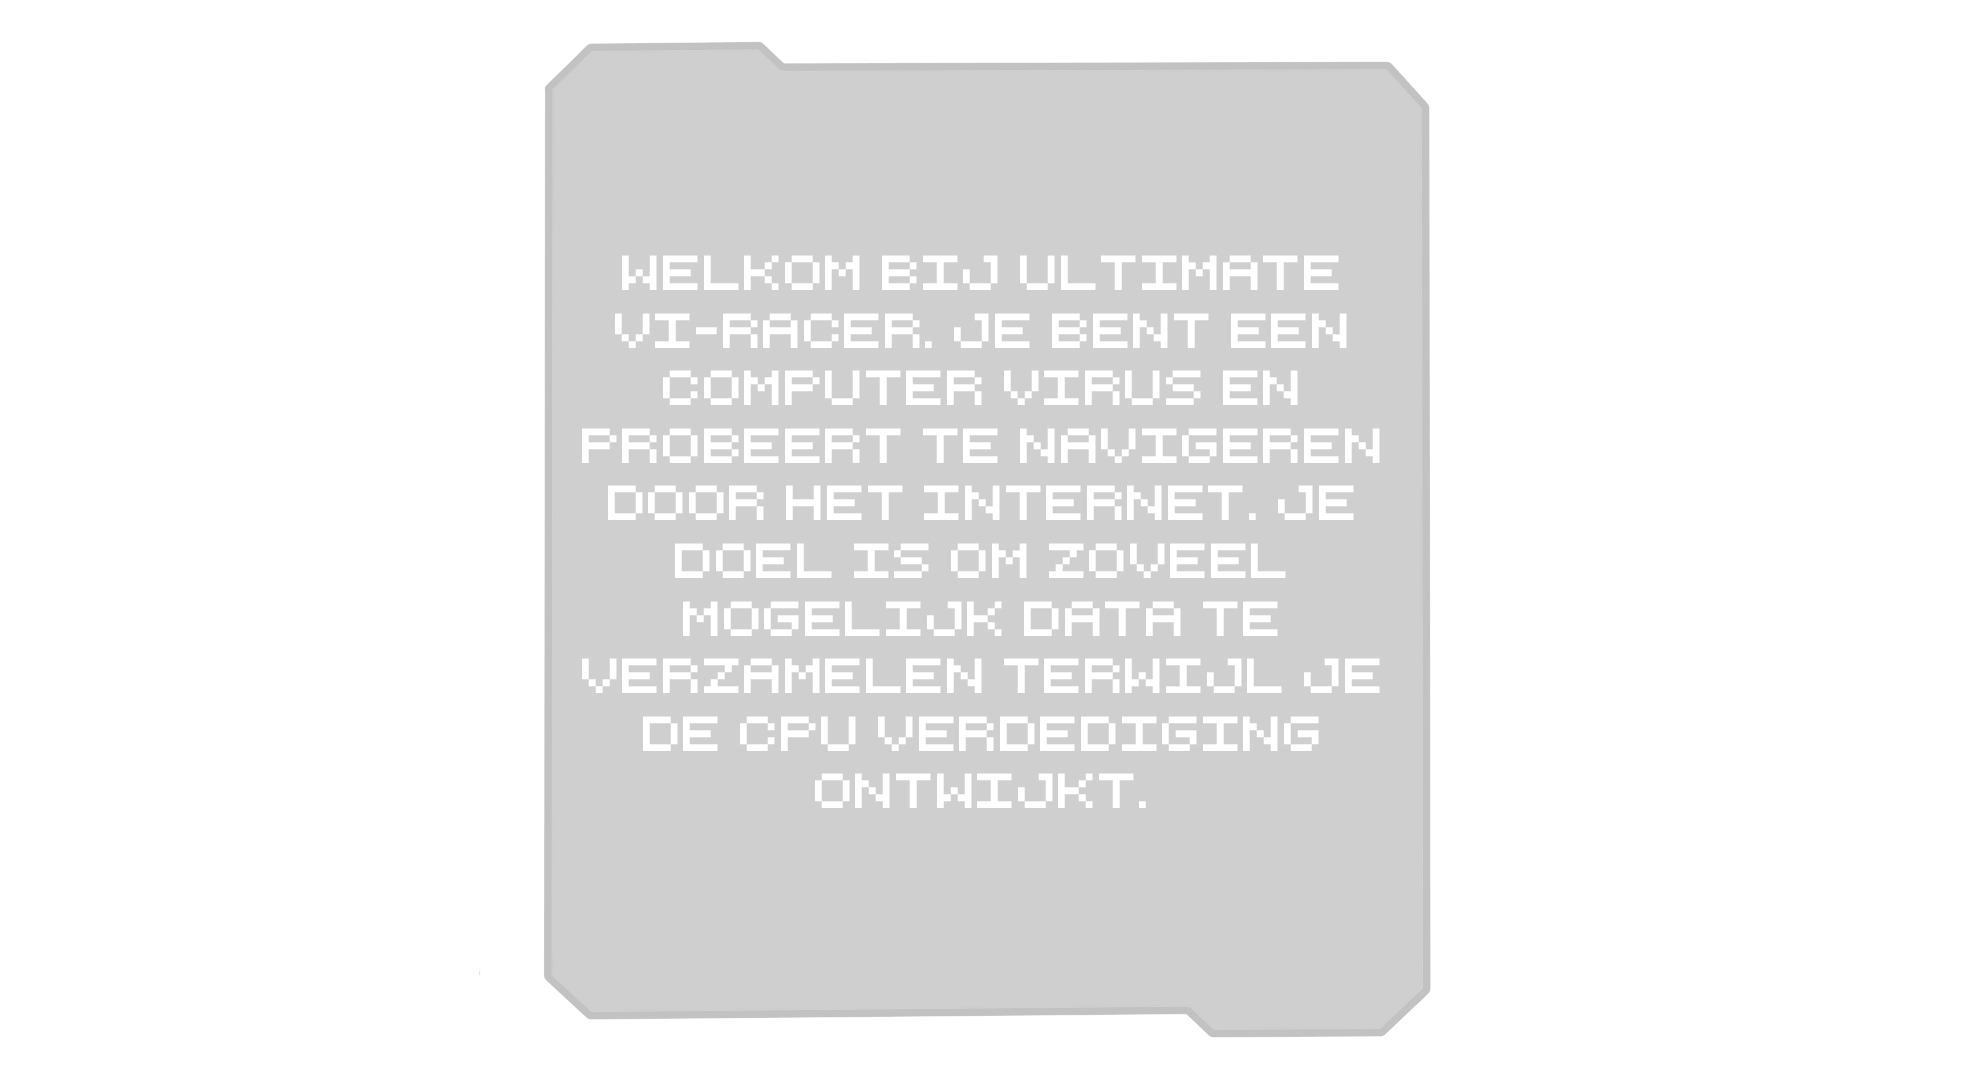 WELKOM BIJ ULTIMATE
VI-RACER. JE BENT EEN
COMPUTER VIRUS EN
PROBEERT TE NAVIGEREN
DOOR HET INTERNET. JE
DOEL IS OM ZOVEEL
MOGELIJK DATA TE
VERZAMELEN TERWIJL JE
DE CPU VERDEDIGING
ONTWIJKT.